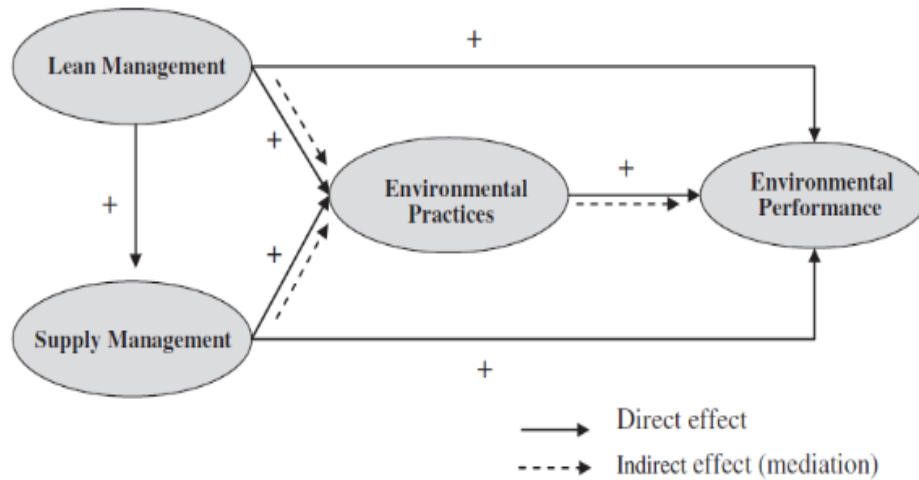 +
Lean Management
+
+
Environmental
Practices
+
Environmental
Performance
+
+
Supply Management
+
Direct effect
Indirect effect (mediation)